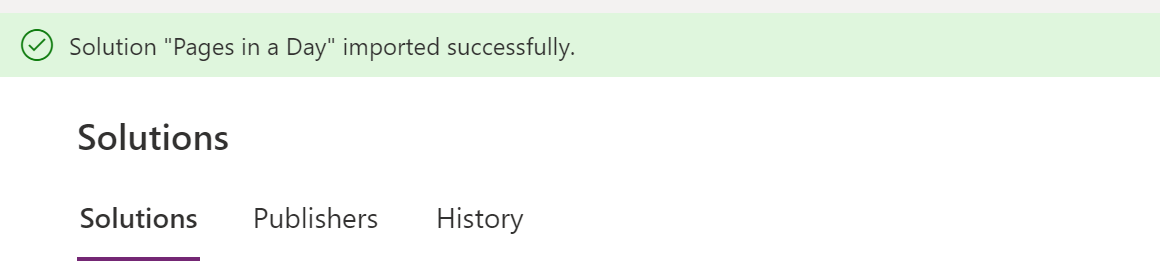 Solution "Pages in a Day" imported successfully.
Solutions
Solutions Publishers History